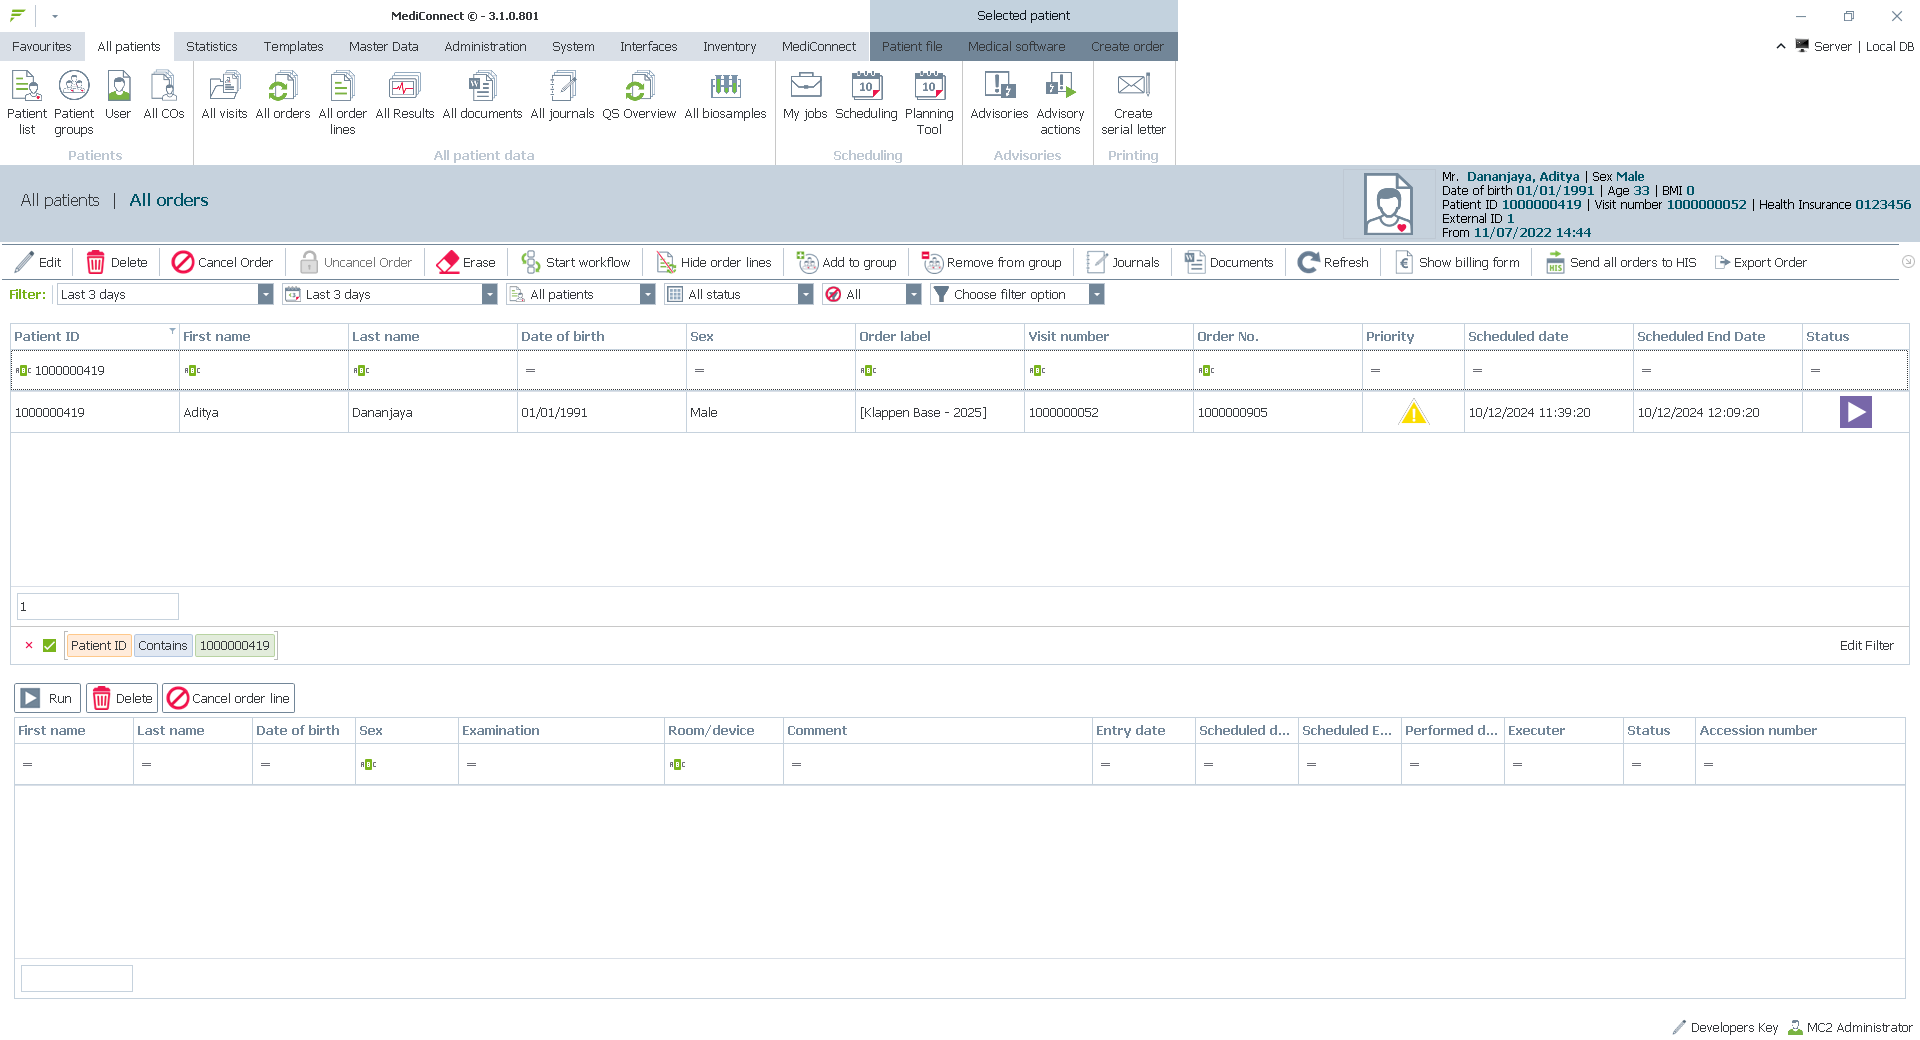 MediConnect © - 3.1.0.801
Selected patient
Favourites All patients Statistics Templates Master Data Administration System Interfaces Inventory MediConnect Patient file Medical software Create order
Server | Local DB
Patient list Patient groups User All COs
Patients
All visits All orders All order lines All Results All documents All journals QS Overview All biosamples
All patient data
My jobs Scheduling Planning Tool
Scheduling
Advisories Advisory actions
Advisories
Create serial letter
Printing
All patients | All orders
Mr. Dananjaya, Aditya | Sex Male
Date of birth 01/01/1991 | Age 33 | BMI 0
Patient ID 1000000419 | Visit number 1000000052 | Health Insurance 0123456
External ID 1
From 11/07/2022 14:44
Edit Delete Cancel Order Uncancel Order Erase Start workflow Hide order lines Add to group Remove from group Journals Documents Refresh Show billing form Send all orders to HIS Export Order
Filter: Last 3 days Last 3 days All patients All status All Choose filter option
Patient ID First name Last name Date of birth Sex Order label Visit number Order No. Priority Scheduled date Scheduled End Date Status
ABC 1000000419 ABC ABC = = ABC ABC ABC = = = =
1000000419 Aditya Dananjaya 01/01/1991 Male [Klappen Base - 2025] 1000000052 1000000905 10/12/2024 11:39:20 10/12/2024 12:09:20
1
Patient ID Contains 1000000419 Edit Filter
Run Delete Cancel order line
First name Last name Date of birth Sex Examination Room/device Comment Entry date Scheduled d... Scheduled E... Performed d... Executer Status Accession number
= = = ABC = ABC = = = = = = = =
Developers Key MC2 Administrator